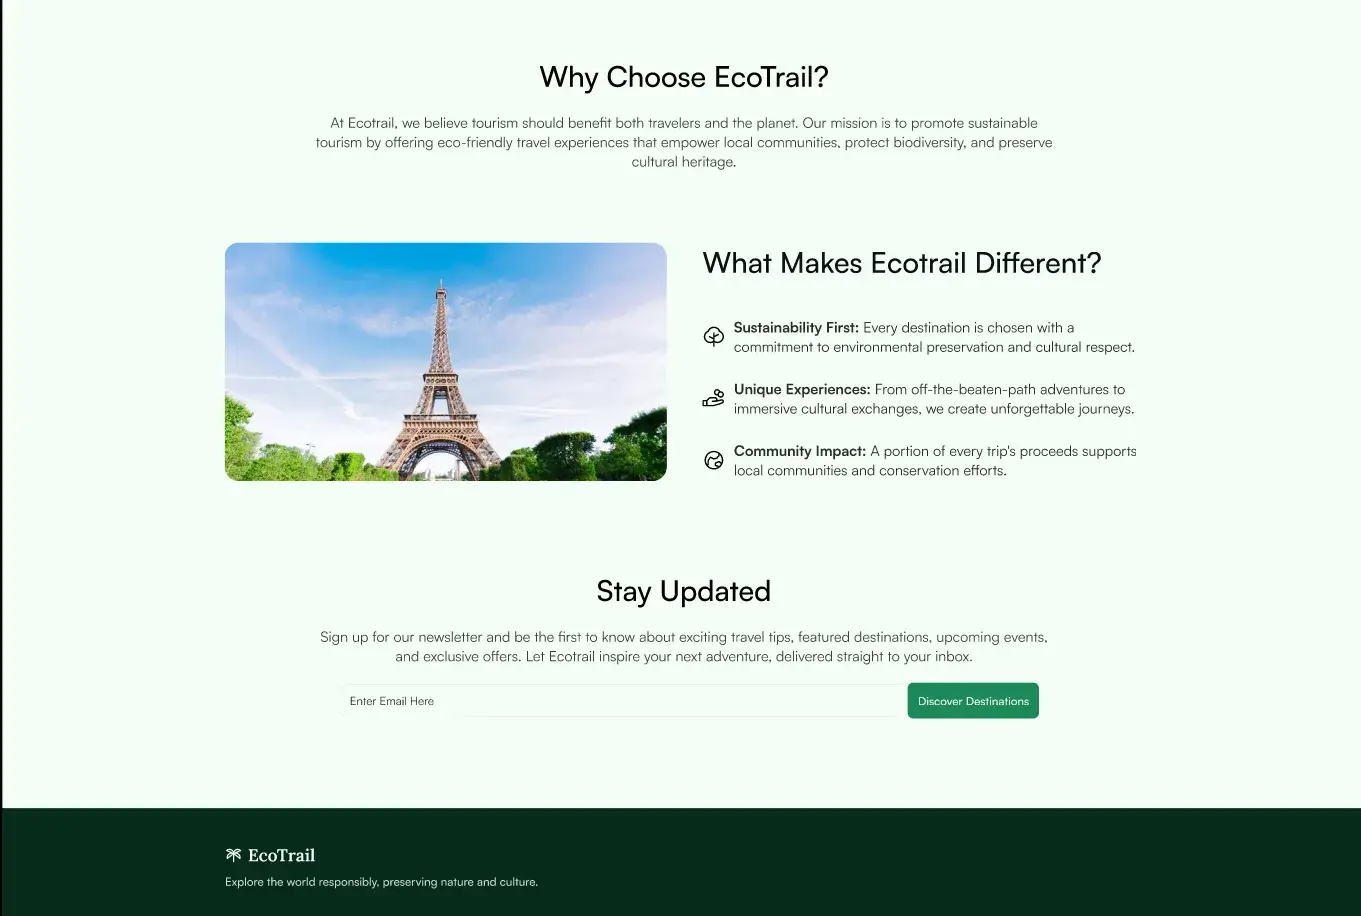 Why Choose EcoTrail?
At Ecotrail, we believe tourism should benefit both travelers and the planet. Our mission is to promote sustainable
tourism by offering eco-friendly travel experiences that empower local communities, protect biodiversity, and preserve
cultural heritage.
What Makes Ecotrail Different?
Sustainability First: Every destination is chosen with a
commitment to environmental preservation and cultural respect.
Unique Experiences: From off-the-beaten-path adventures to
immersive cultural exchanges, we create unforgettable journeys.
Community Impact: A portion of every trip's proceeds supports
local communities and conservation efforts.
Stay Updated
Sign up for our newsletter and be the first to know about exciting travel tips, featured destinations, upcoming events,
and exclusive offers. Let Ecotrail inspire your next adventure, delivered straight to your inbox.
Enter Email Here
Discover Destinations
EcoTrail
Explore the world responsibly, preserving nature and culture.